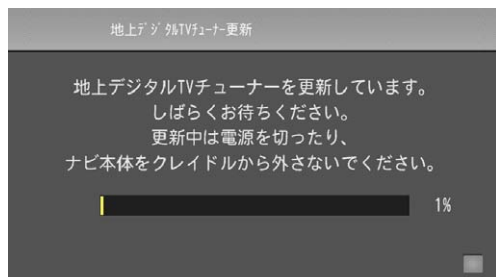 地上ﾃﾞｼﾞﾀﾙTVﾁｭｰﾅｰ更新
地上デジタルTVチューナーを更新しています。
しばらくお待ちください。
更新中は電源を切ったり、
ナビ本体をクレイドルから外さないでください。
1%